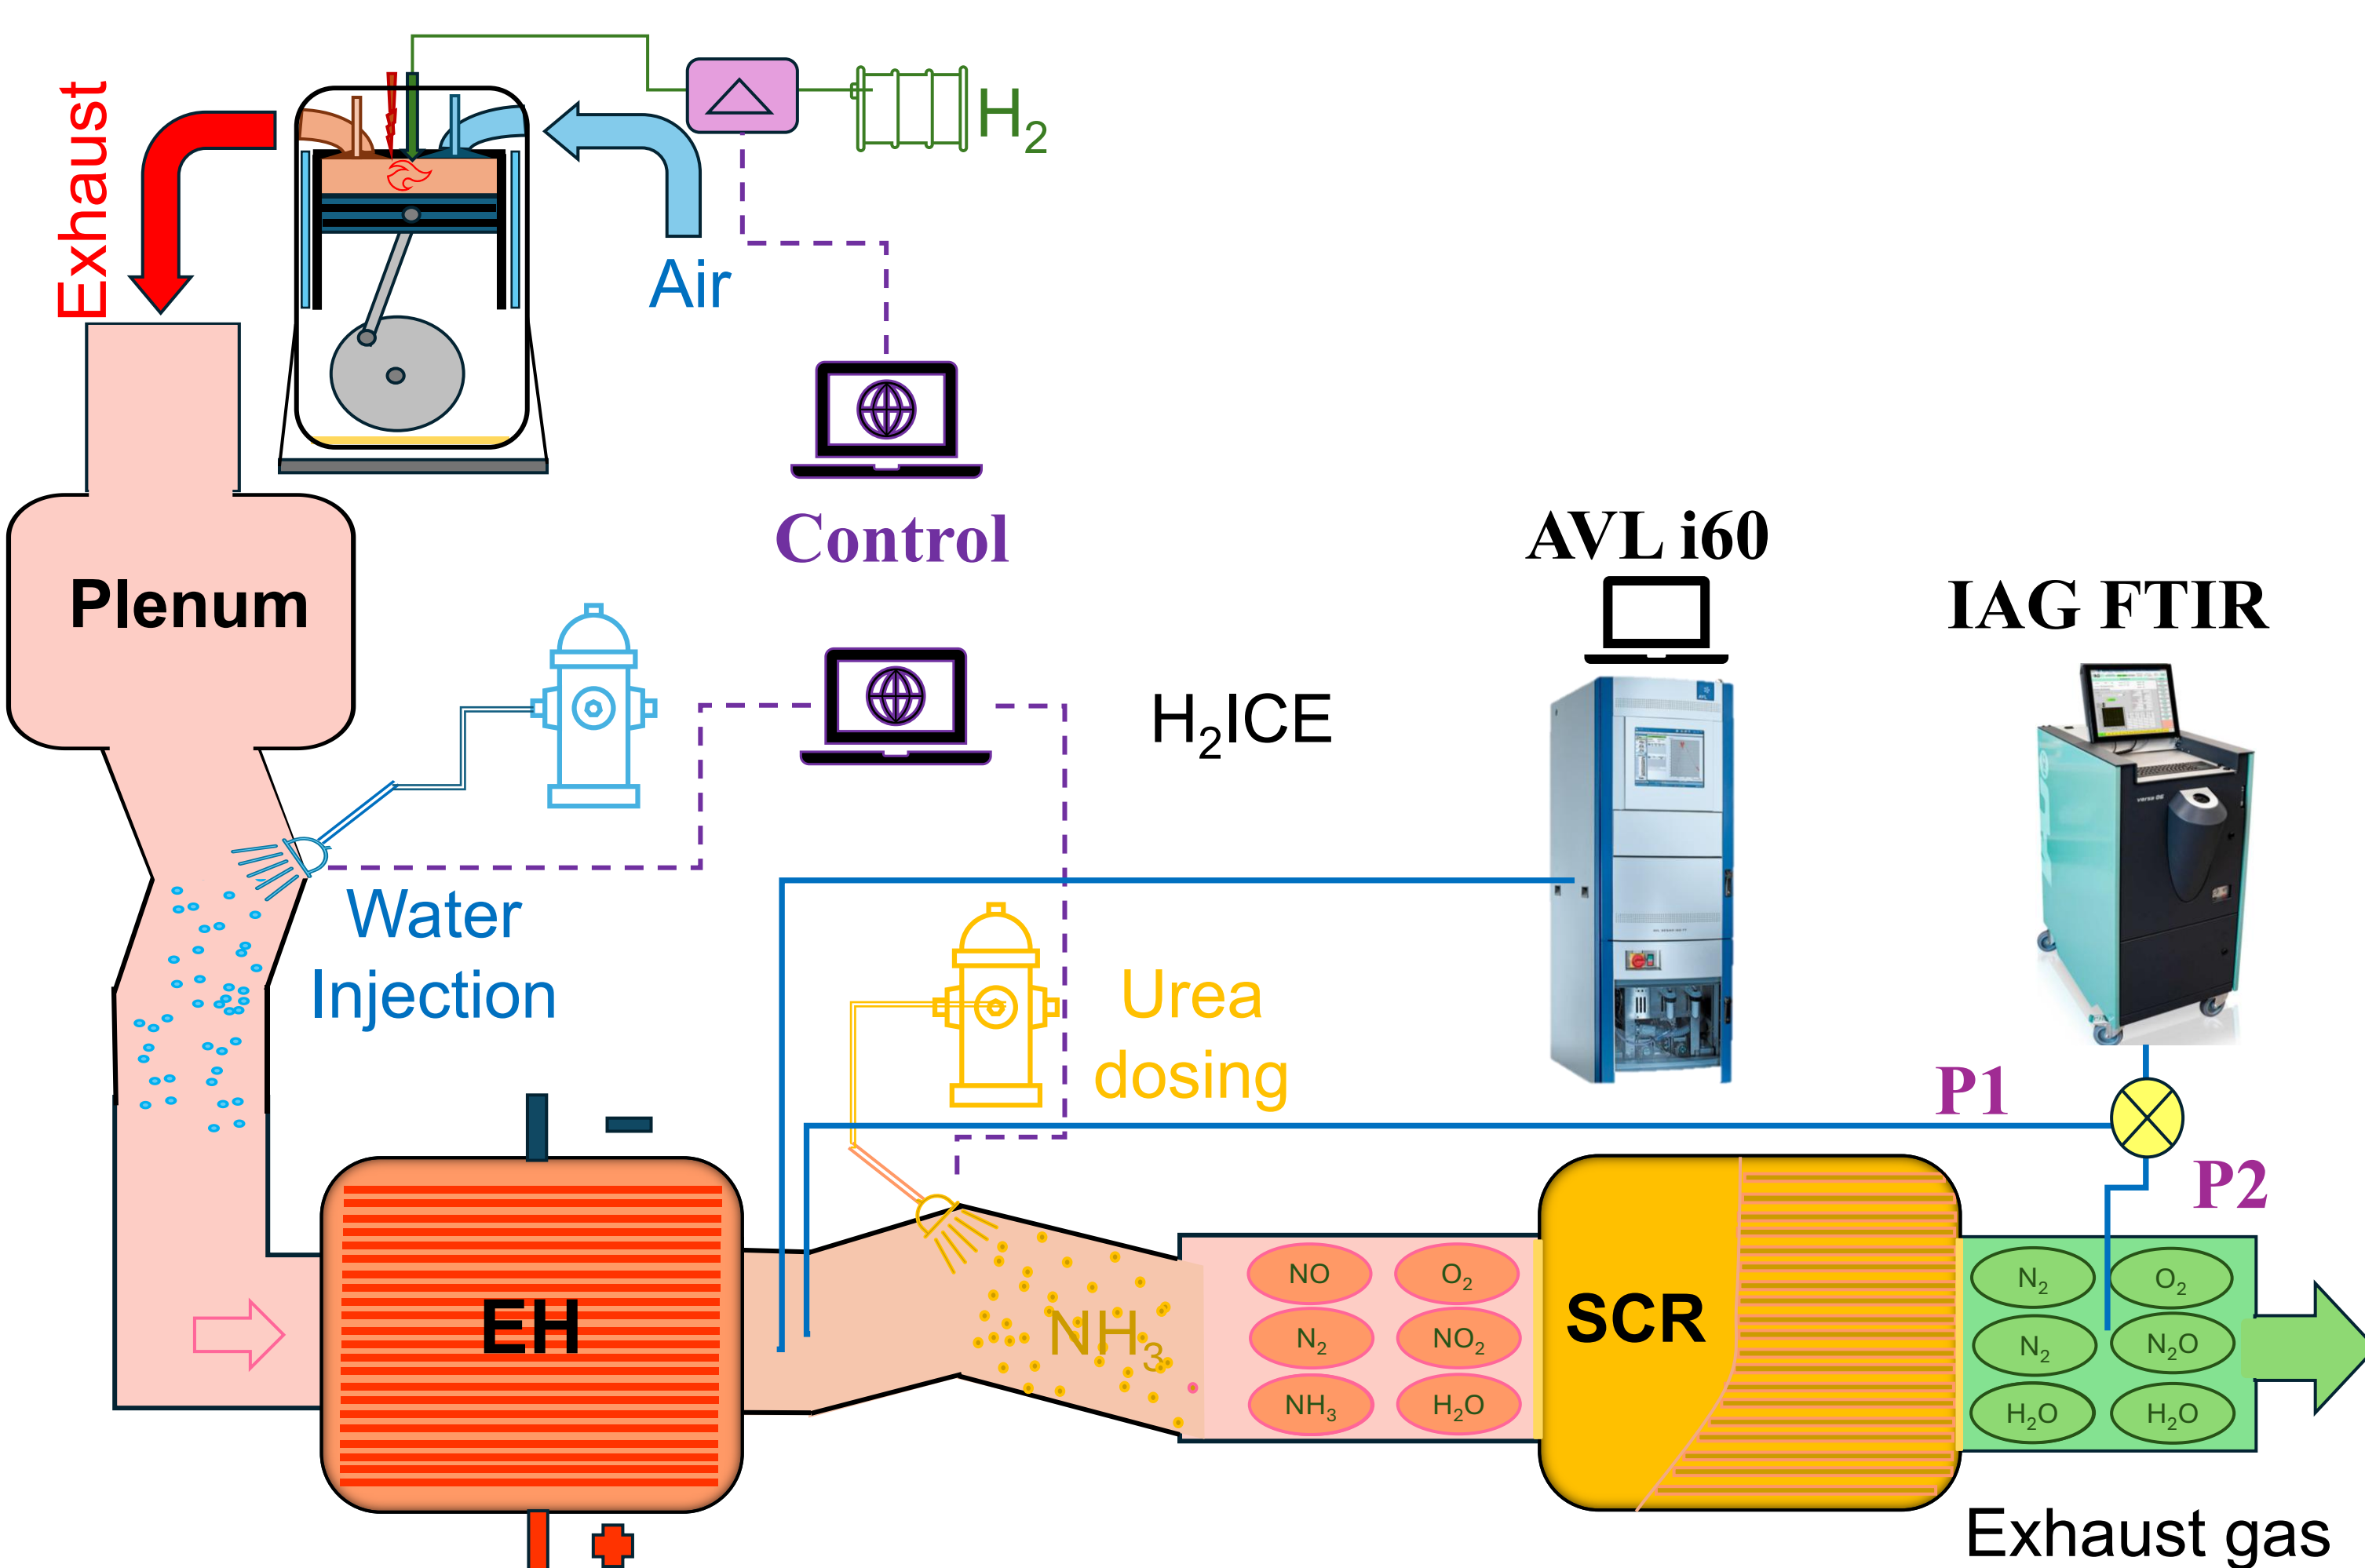 Exhaust
H₂
Air
Control
AVL i60
IAG FTIR
Plenum
H₂ICE
Water
Injection
Urea
dosing
P1
P2
EH
NH₃
NO
O₂
N₂
NO₂
NH₃
H₂O
SCR
N₂
O₂
N₂
N₂O
H₂O
H₂O
Exhaust gas